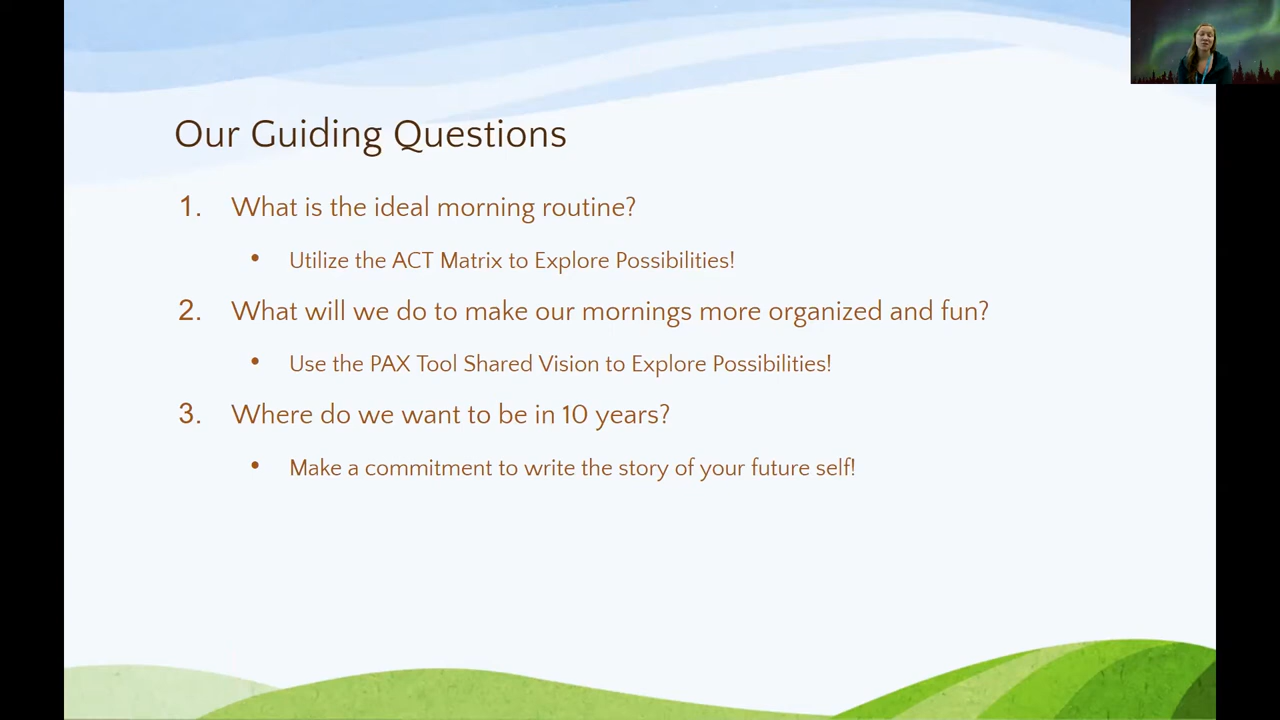 Our Guiding Questions
1. What is the ideal morning routine?
• Utilize the ACT Matrix to Explore Possibilities!
2. What will we do to make our mornings more organized and fun?
• Use the PAX Tool Shared Vision to Explore Possibilities!
3. Where do we want to be in 10 years?
• Make a commitment to write the story of your future self!